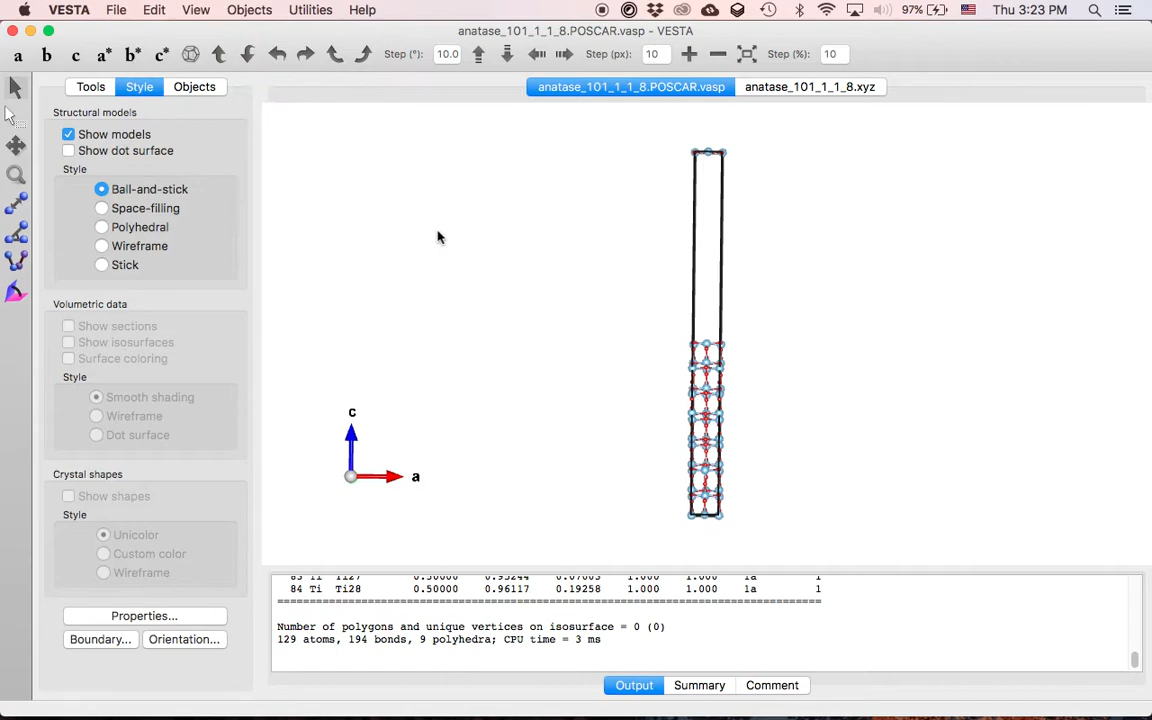 VESTA File Edit View Objects Utilities Help 97% Thu 3:23 PM
anatase_101_1_1_8.POSCAR.vasp - VESTA
a b c a* b* c* Step (°): 10.0 Step (px): 10 Step (%): 10
Tools Style Objects
anatase_101_1_1_8.POSCAR.vasp anatase_101_1_1_8.xyz
Structural models
Show models
Show dot surface
Style
Ball-and-stick
Space-filling
Polyhedral
Wireframe
Stick
Volumetric data
Show sections
Show isosurfaces
Surface coloring
Style
Smooth shading
Wireframe
Dot surface
Crystal shapes
Show shapes
Style
Unicolor
Custom color
Wireframe
Properties...
Boundary... Orientation...
c
a
84 Ti Ti28 0.50000 0.96117 0.19258 1.000 1.000 1a 1
Number of polygons and unique vertices on isosurface = 0 (0)
129 atoms, 194 bonds, 9 polyhedra; CPU time = 3 ms
Output Summary Comment